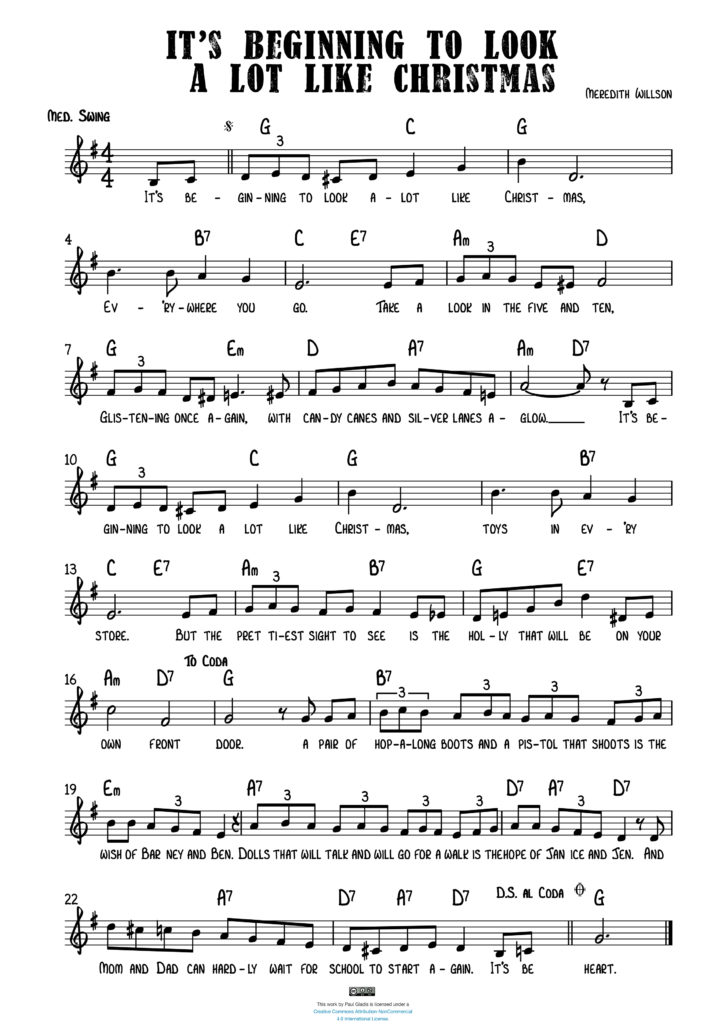 IT'S BEGINNING TO LOOK
A LOT LIKE CHRISTMAS
MEREDITH WILLSON
MED. SWING
G C G
3
4
4
IT'S BE - GIN - NING TO LOOK A - LOT LIKE CHRIST - MAS,
4 B7 C E7 Am D
3
EV - 'RY - WHERE YOU GO. TAKE A LOOK IN THE FIVE AND TEN,
7 G Em D A7 Am D7
3
GLIS-TEN-ING ONCE A-GAIN, WITH CAN-DY CANES AND SIL-VER LANES A - GLOW.______ IT'S BE-
10 G C G B7
3
GIN-NING TO LOOK A LOT LIKE CHRIST - MAS, TOYS IN EV - 'RY
13 C E7 Am B7 G E7
3
STORE. BUT THE PRET TI-EST SIGHT TO SEE IS THE HOL - LY THAT WILL BE ON YOUR
TO CODA
16 Am D7 G B7
3 3 3 3
OWN FRONT DOOR. A PAIR OF HOP-A-LONG BOOTS AND A PIS-TOL THAT SHOOTS IS THE
19 Em A7 D7 A7 D7
3 3 3 3 3 3
WISH OF BAR NEY AND BEN. DOLLS THAT WILL TALK AND WILL GO FOR A WALK IS THE HOPE OF JAN ICE AND JEN. AND
D.S. AL CODA
22 A7 D7 A7 D7 G
MOM AND DAD CAN HARD-LY WAIT FOR SCHOOL TO START A-GAIN. IT'S BE HEART.
This work by Paul Gladis is licensed under a
Creative Commons Attribution-NonCommercial
4.0 International License.